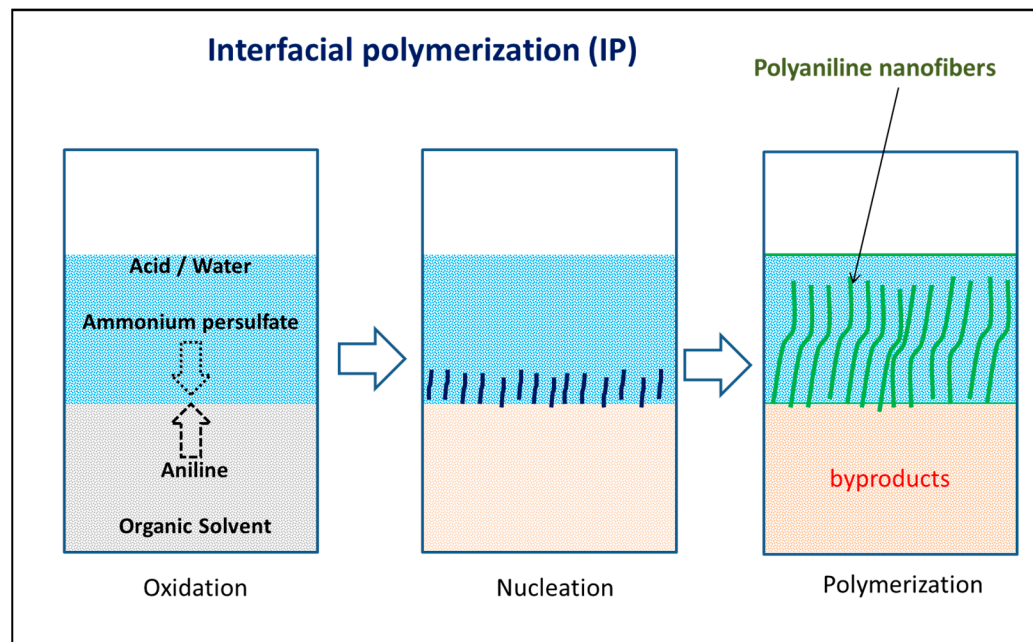 Interfacial polymerization (IP)
Polyaniline nanofibers
Acid / Water
Ammonium persulfate
Aniline
Organic Solvent
byproducts
Oxidation
Nucleation
Polymerization